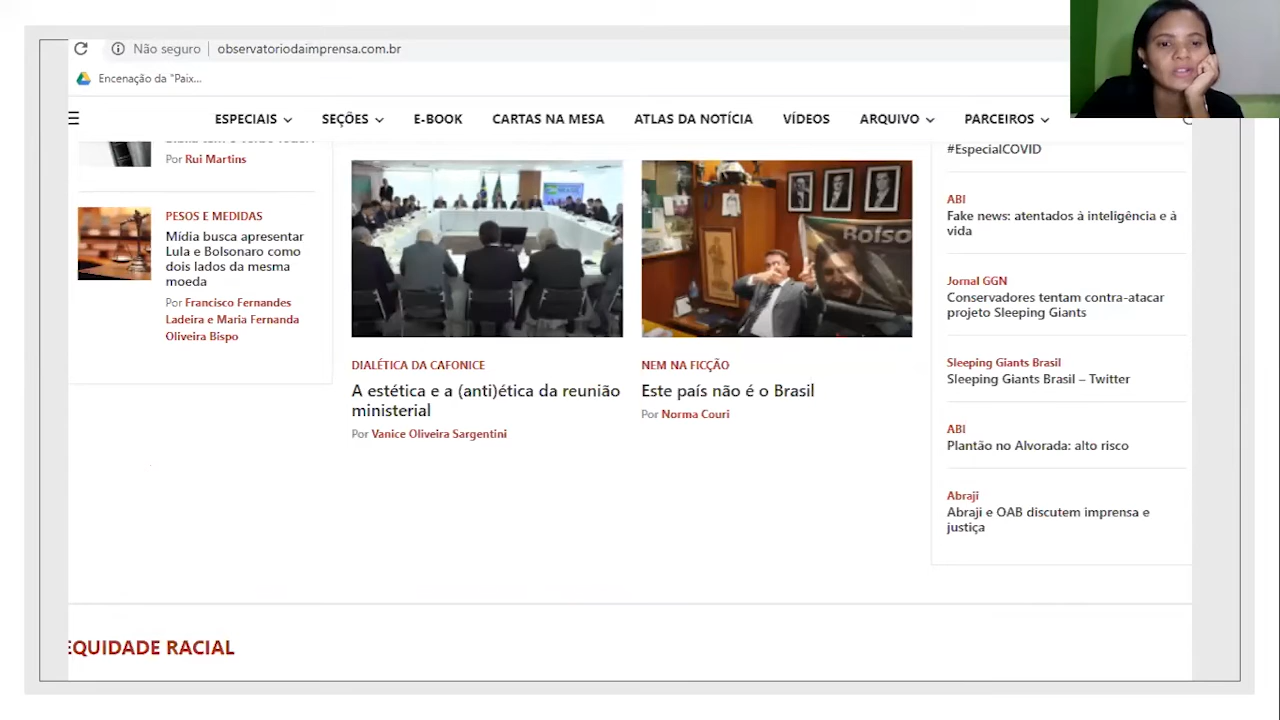 Não seguro | observatoriodaimprensa.com.br
Encenação da "Paix...
ESPECIAIS SEÇÕES E-BOOK CARTAS NA MESA ATLAS DA NOTÍCIA VÍDEOS ARQUIVO PARCEIROS
Por Rui Martins
PESOS E MEDIDAS
Mídia busca apresentar
Lula e Bolsonaro como
dois lados da mesma
moeda
Por Francisco Fernandes
Ladeira e Maria Fernanda
Oliveira Bispo
DIALÉTICA DA CAFONICE
A estética e a (anti)ética da reunião
ministerial
Por Vanice Oliveira Sargentini
Bolso
NEM NA FICÇÃO
Este país não é o Brasil
Por Norma Couri
#EspecialCOVID
ABI
Fake news: atentados à inteligência e à
vida
Jornal GGN
Conservadores tentam contra-atacar
projeto Sleeping Giants
Sleeping Giants Brasil
Sleeping Giants Brasil – Twitter
ABI
Plantão no Alvorada: alto risco
Abraji
Abraji e OAB discutem imprensa e
justiça
EQUIDADE RACIAL